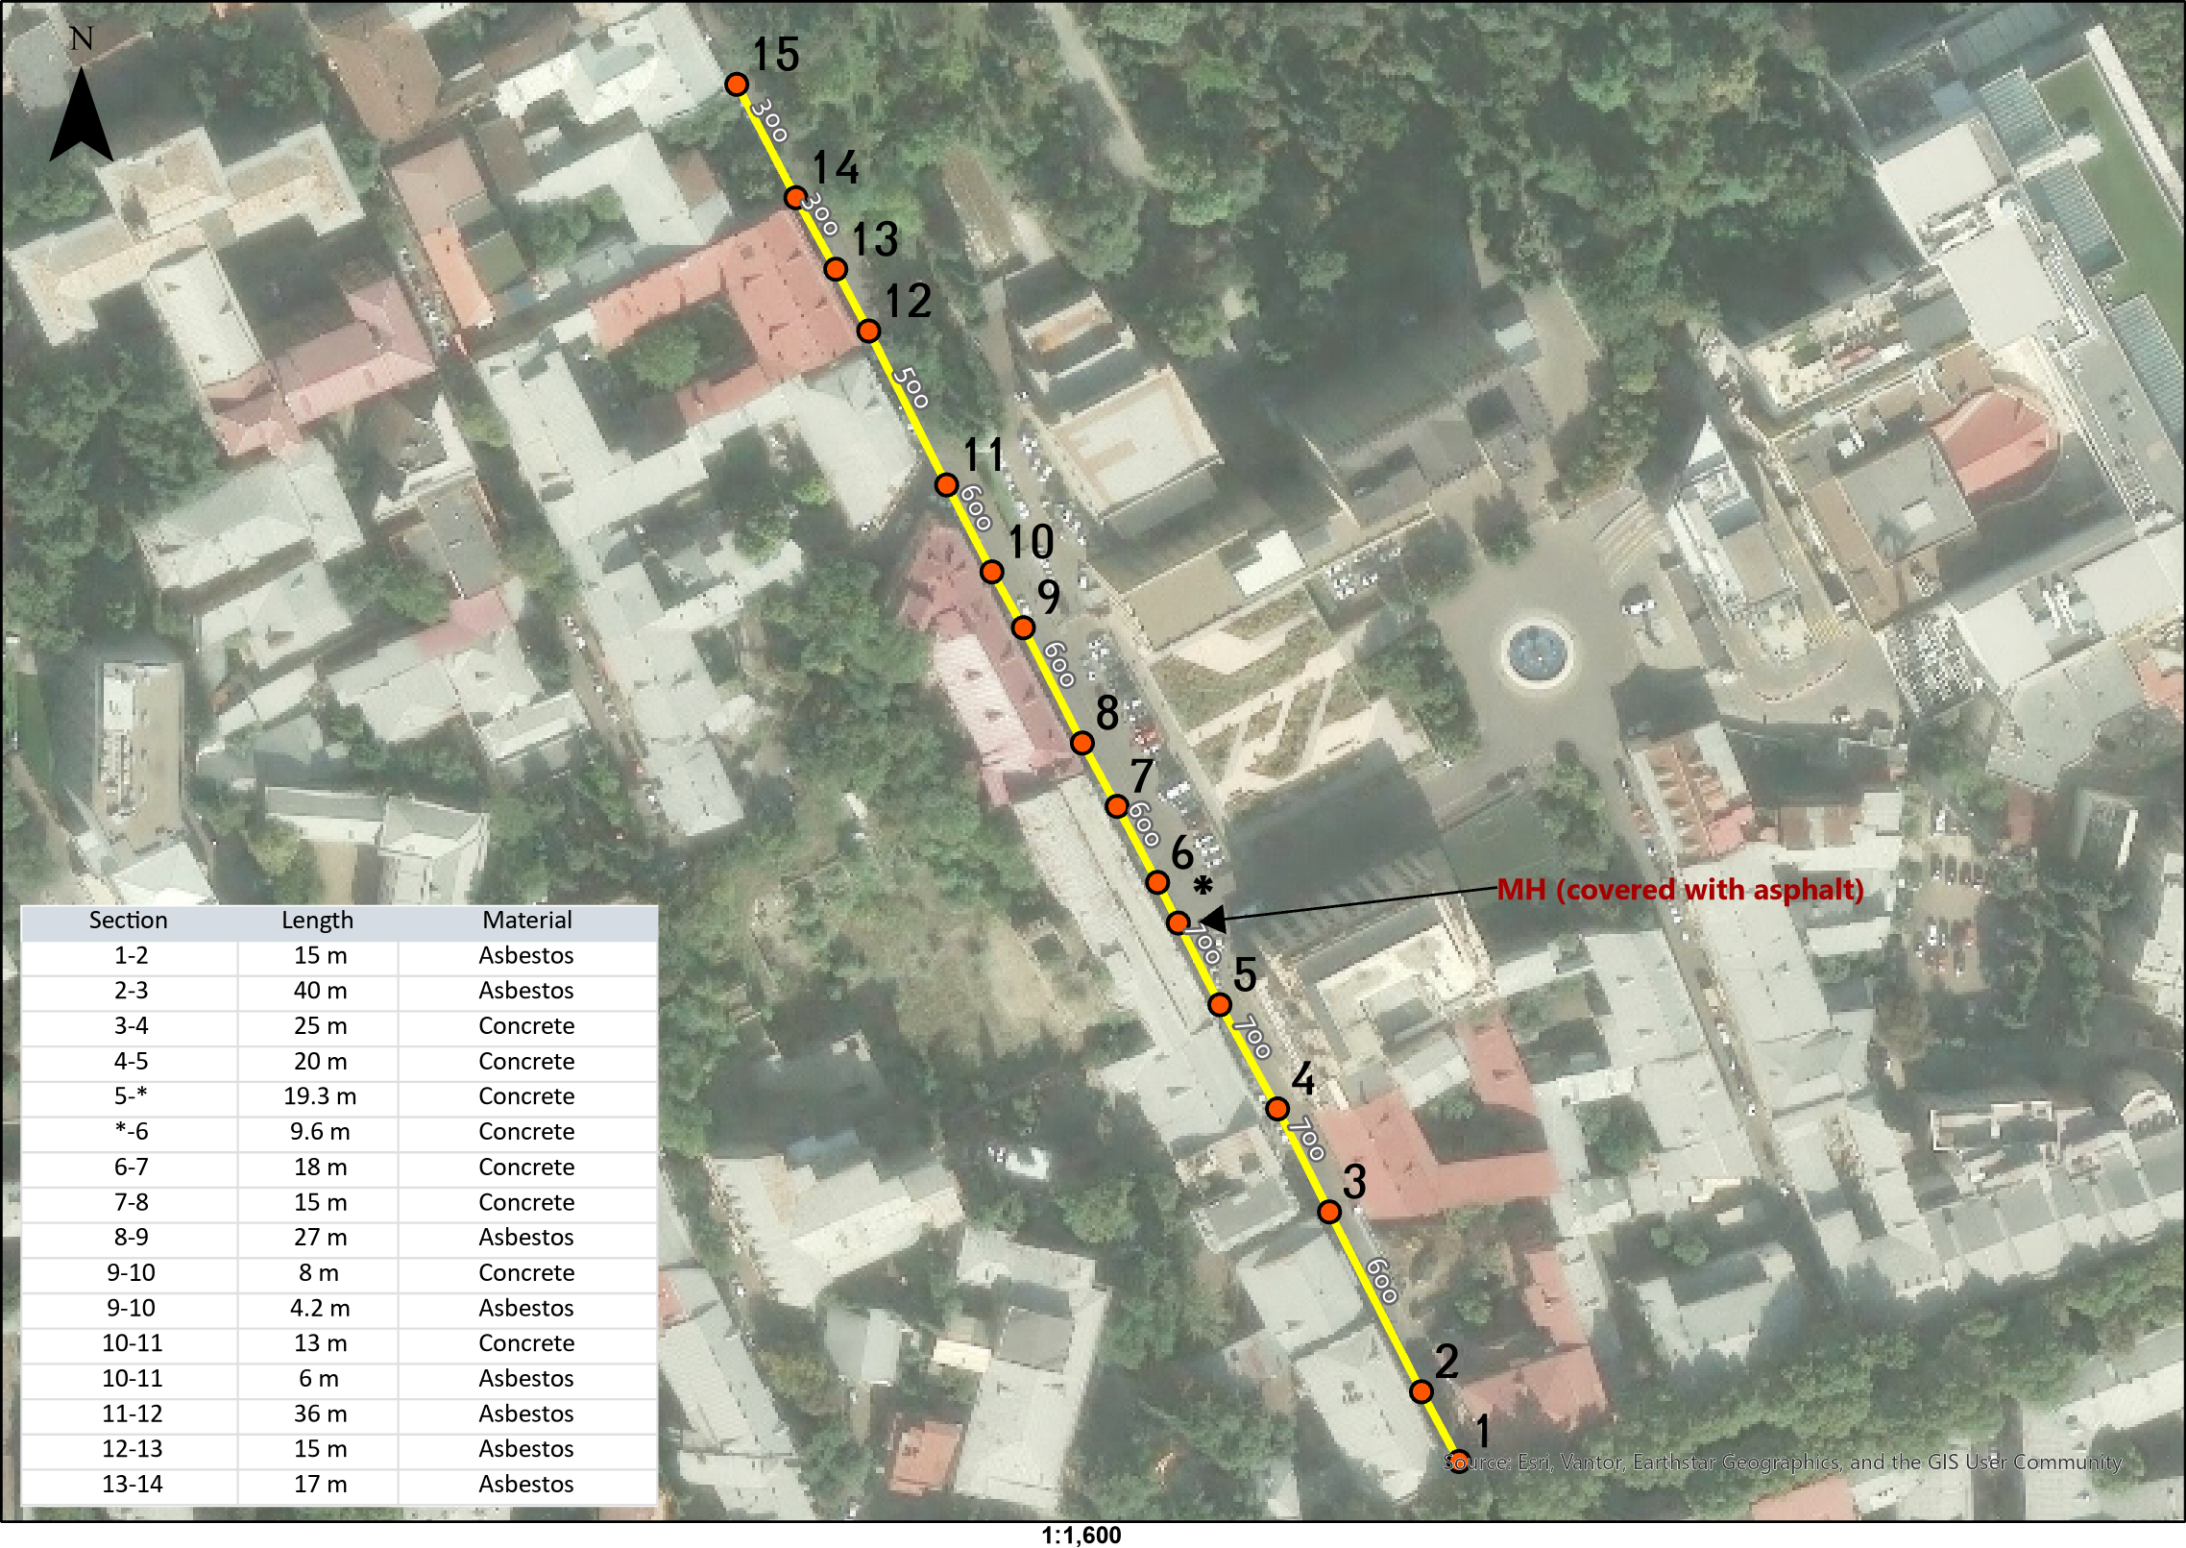 N
15
300
14
300
13
12
500
11
600
10
9
600
8
7
600
6
*
MH (covered with asphalt)
700
5
700
4
700
3
600
2
1
Section Length Material
1-2 15 m Asbestos
2-3 40 m Asbestos
3-4 25 m Concrete
4-5 20 m Concrete
5-* 19.3 m Concrete
*-6 9.6 m Concrete
6-7 18 m Concrete
7-8 15 m Concrete
8-9 27 m Asbestos
9-10 8 m Concrete
9-10 4.2 m Asbestos
10-11 13 m Concrete
10-11 6 m Asbestos
11-12 36 m Asbestos
12-13 15 m Asbestos
13-14 17 m Asbestos
Source: Esri, Vantor, Earthstar Geographics, and the GIS User Community
1:1,600